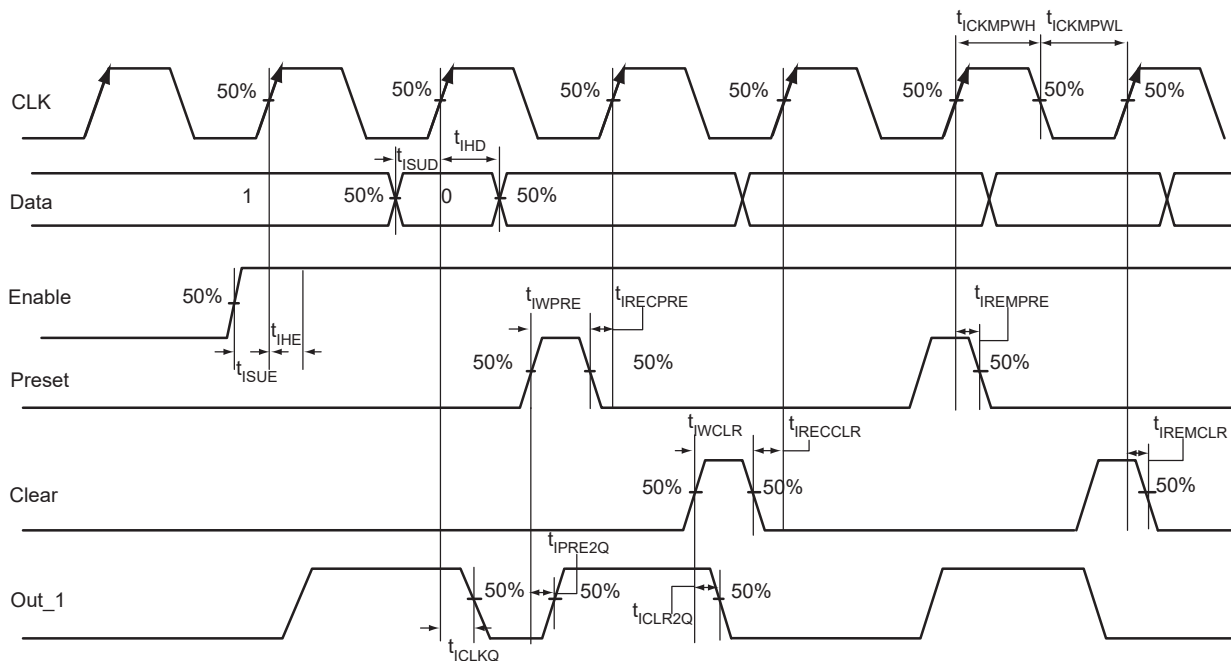 tICKMPWH tICKMPWL
CLK 50% 50% 50% 50% 50% 50% 50%
tISUD tIHD
Data 1 50% 0 50%
Enable 50%
tIHE
tISUE
tIWPRE tIRECPRE tIREMPRE
Preset 50% 50% 50%
tIWCLR tIRECCLR tIREMCLR
Clear 50% 50% 50%
tIPRE2Q
Out_1 50% 50% 50%
tICLR2Q
tICLKQ